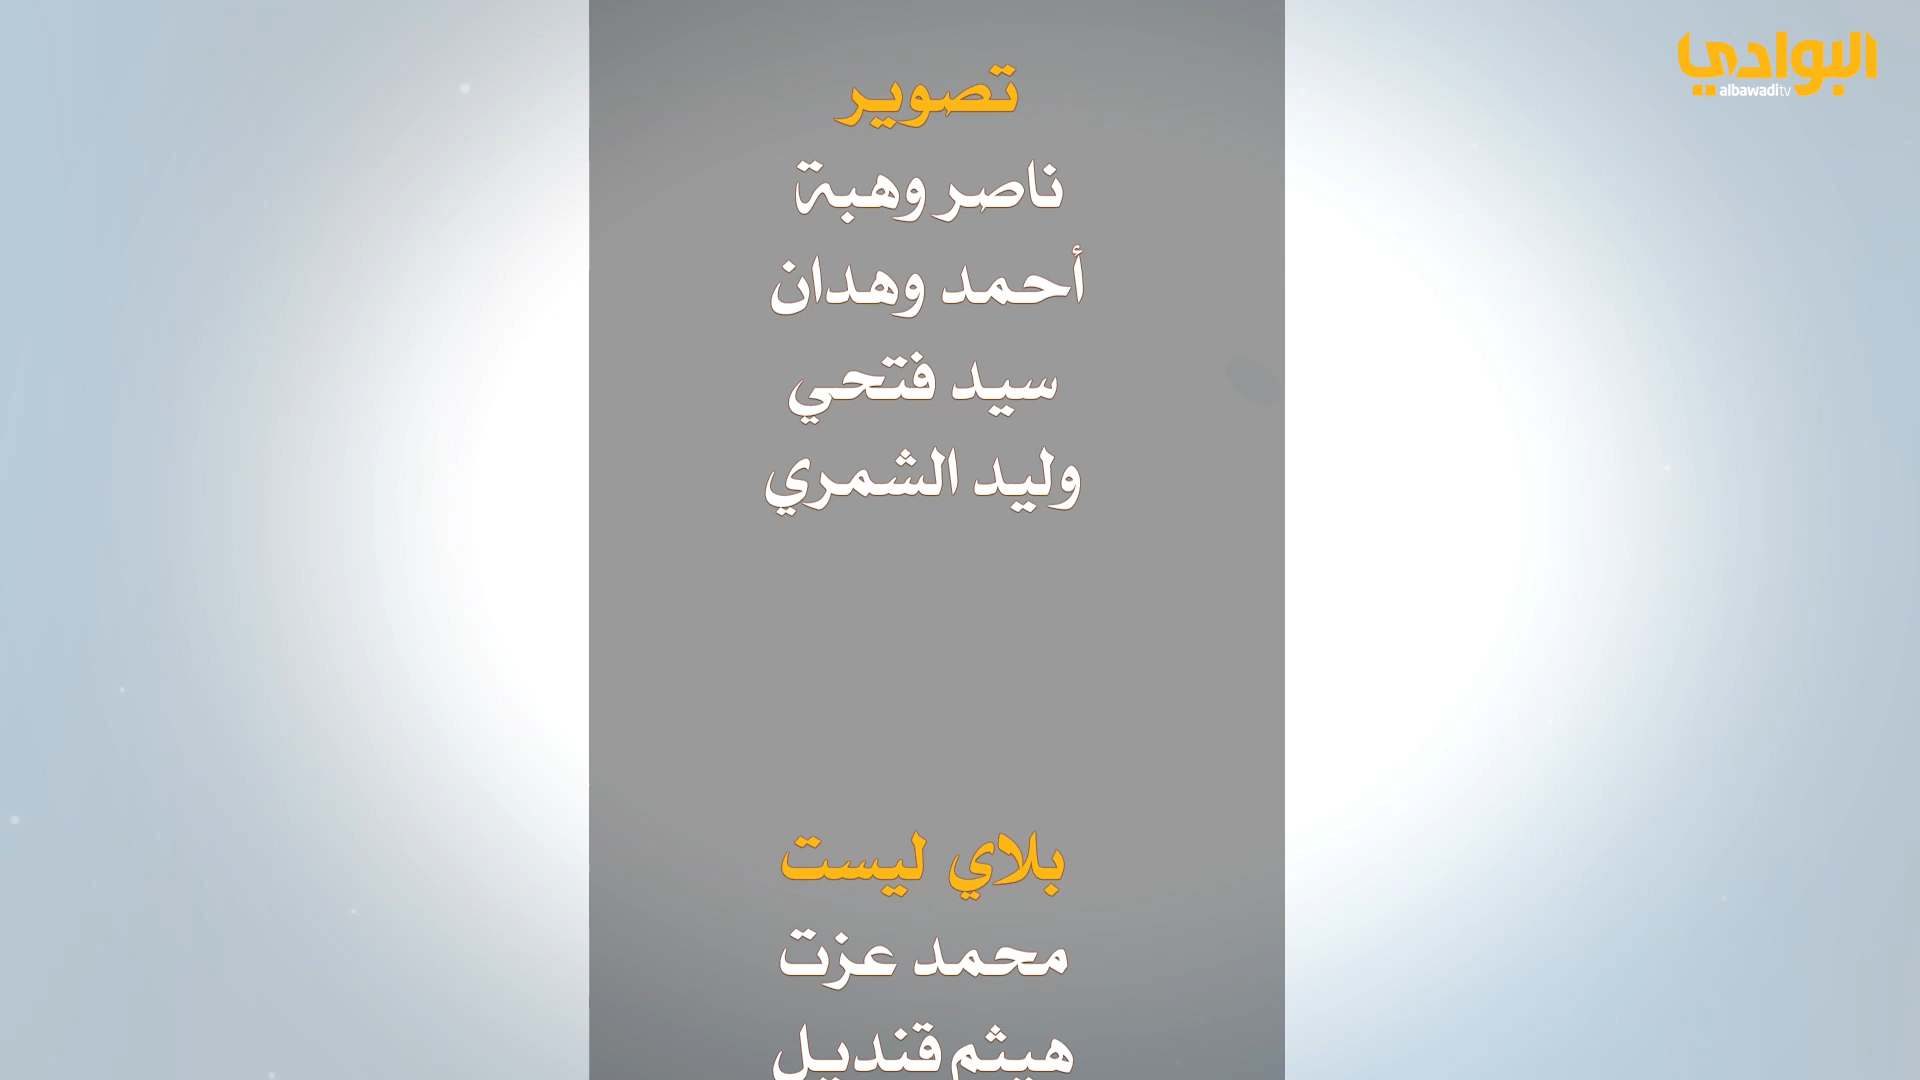 البوادي
albawaditv
تصوير
ناصر وهبة
أحمد وهدان
سيد فتحي
وليد الشمري
بلاي ليست
محمد عزت
هيثم قنديل